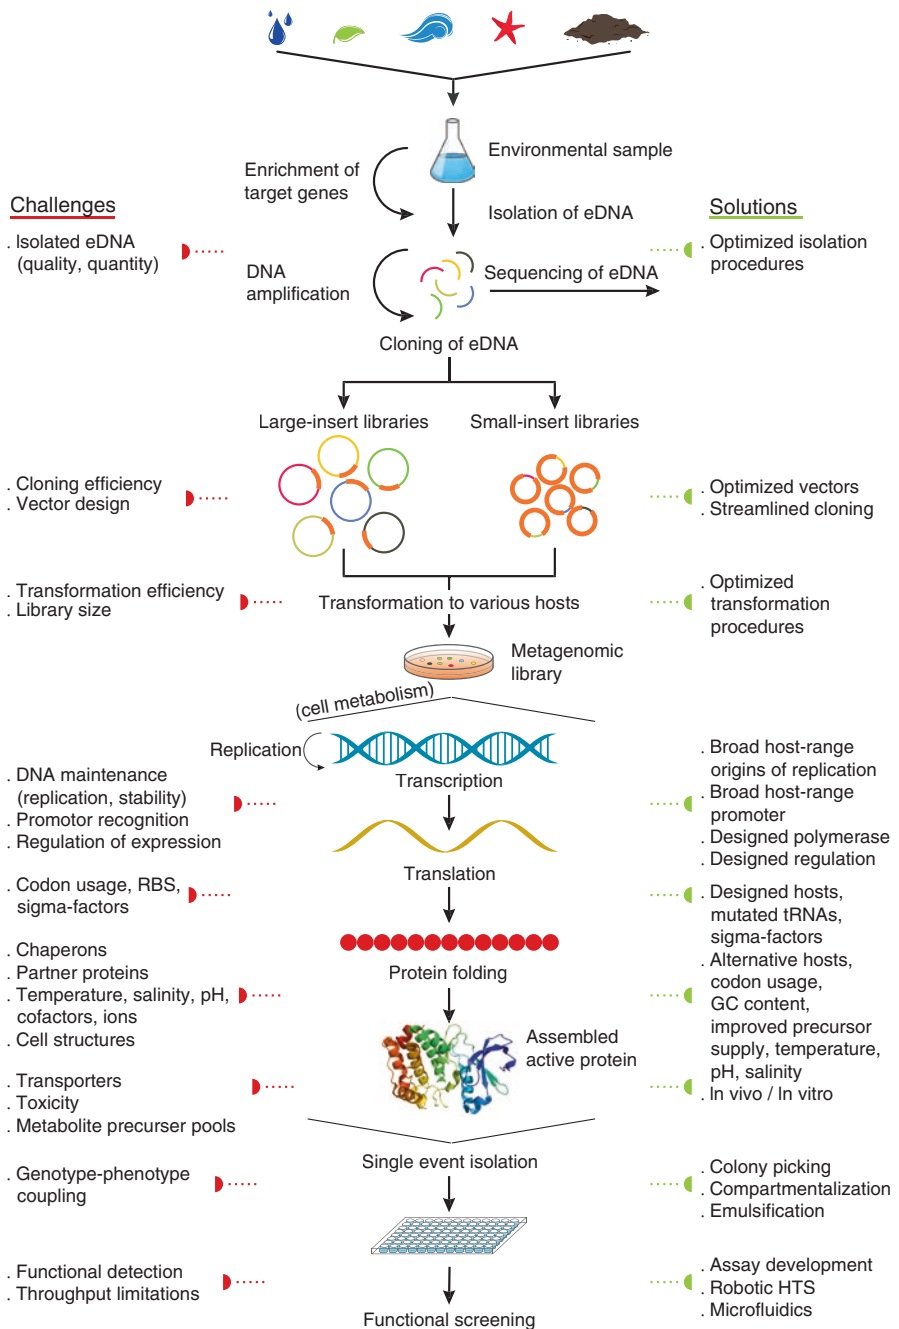 Environmental sample
Enrichment of
target genes
Challenges
Isolation of eDNA
Solutions
. Isolated eDNA
(quality, quantity)
DNA
amplification
Sequencing of eDNA
. Optimized isolation
procedures
Cloning of eDNA
Large-insert libraries
Small-insert libraries
. Cloning efficiency
. Vector design
. Optimized vectors
. Streamlined cloning
. Transformation efficiency
. Library size
Transformation to various hosts
. Optimized
transformation
procedures
Metagenomic
library
(cell metabolism)
Replication
Transcription
. DNA maintenance
(replication, stability)
. Promotor recognition
. Regulation of expression
. Broad host-range
origins of replication
. Broad host-range
promoter
. Designed polymerase
. Designed regulation
Translation
. Codon usage, RBS,
sigma-factors
. Designed hosts,
mutated tRNAs,
sigma-factors
. Chaperons
. Partner proteins
. Temperature, salinity, pH,
cofactors, ions
. Cell structures
Protein folding
. Alternative hosts,
codon usage,
GC content,
improved precursor
supply, temperature,
pH, salinity
Assembled
active protein
. Transporters
. Toxicity
. Metabolite precurser pools
. In vivo / In vitro
Single event isolation
. Genotype-phenotype
coupling
. Colony picking
. Compartmentalization
. Emulsification
. Functional detection
. Throughput limitations
. Assay development
. Robotic HTS
. Microfluidics
Functional screening